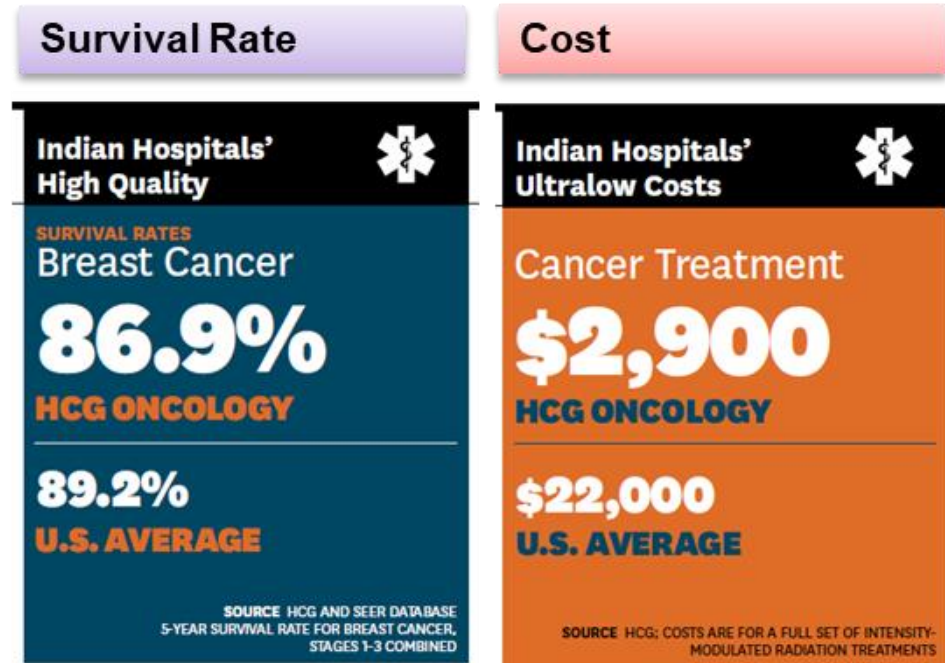 Survival Rate
Indian Hospitals’
High Quality
SURVIVAL RATES
Breast Cancer
86.9%
HCG ONCOLOGY
89.2%
U.S. AVERAGE
SOURCE HCG AND SEER DATABASE
5-YEAR SURVIVAL RATE FOR BREAST CANCER,
STAGES 1-3 COMBINED
Cost
Indian Hospitals’
Ultralow Costs
Cancer Treatment
$2,900
HCG ONCOLOGY
$22,000
U.S. AVERAGE
SOURCE HCG; COSTS ARE FOR A FULL SET OF INTENSITY-
MODULATED RADIATION TREATMENTS